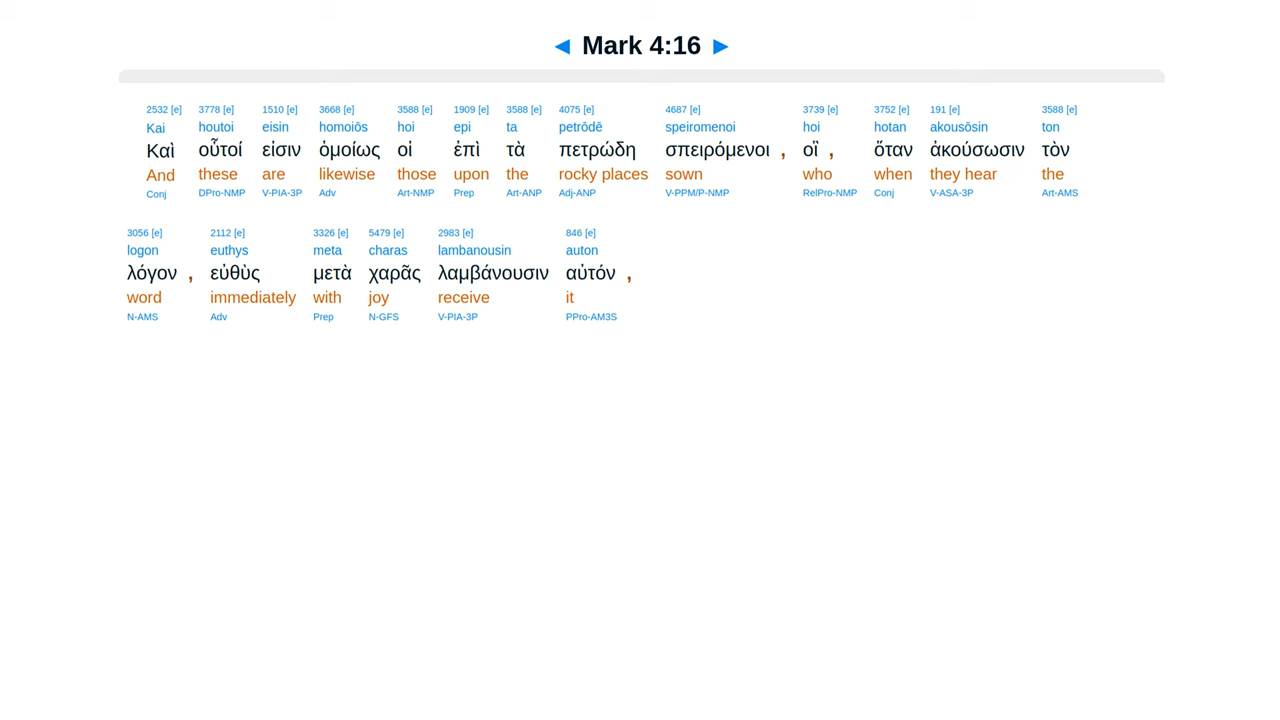 ◄ Mark 4:16 ►
2532 [e] 3778 [e] 1510 [e] 3668 [e] 3588 [e] 1909 [e] 3588 [e] 4075 [e] 4687 [e] 3739 [e] 3752 [e] 191 [e] 3588 [e]
Kai houtoi eisin homoiōs hoi epi ta petrōdē speiromenoi hoi hotan akousōsin ton
Καὶ οὗτοί εἰσιν ὁμοίως οἱ ἐπὶ τὰ πετρώδη σπειρόμενοι , οἳ , ὅταν ἀκούσωσιν τὸν
And these are likewise those upon the rocky places sown who when they hear the
Conj DPro-NMP V-PIA-3P Adv Art-NMP Prep Art-ANP Adj-ANP V-PPM/P-NMP RelPro-NMP Conj V-ASA-3P Art-AMS
3056 [e] 2112 [e] 3326 [e] 5479 [e] 2983 [e] 846 [e]
logon euthys meta charas lambanousin auton
λόγον , εὐθὺς μετὰ χαρᾶς λαμβάνουσιν αὐτόν ,
word immediately with joy receive it
N-AMS Adv Prep N-GFS V-PIA-3P PPro-AM3S